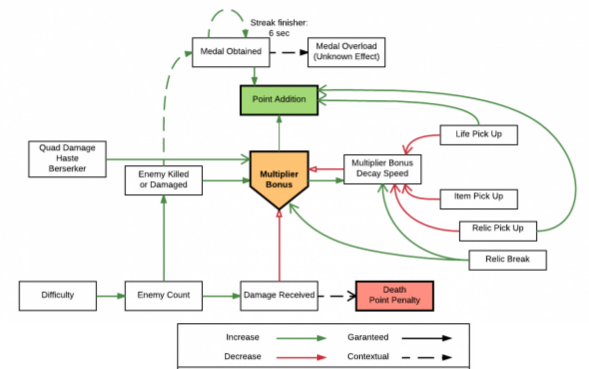 Streak finisher:
6 sec
Medal Obtained
Medal Overload
(Unknown Effect)
Point Addition
Life Pick Up
Quad Damage
Haste
Berserker
Enemy Killed
or Damaged
Multiplier
Bonus
Multiplier Bonus
Decay Speed
Item Pick Up
Relic Pick Up
Relic Break
Difficulty
Enemy Count
Damage Received
Death
Point Penalty
Increase
Garanteed
Decrease
Contextual